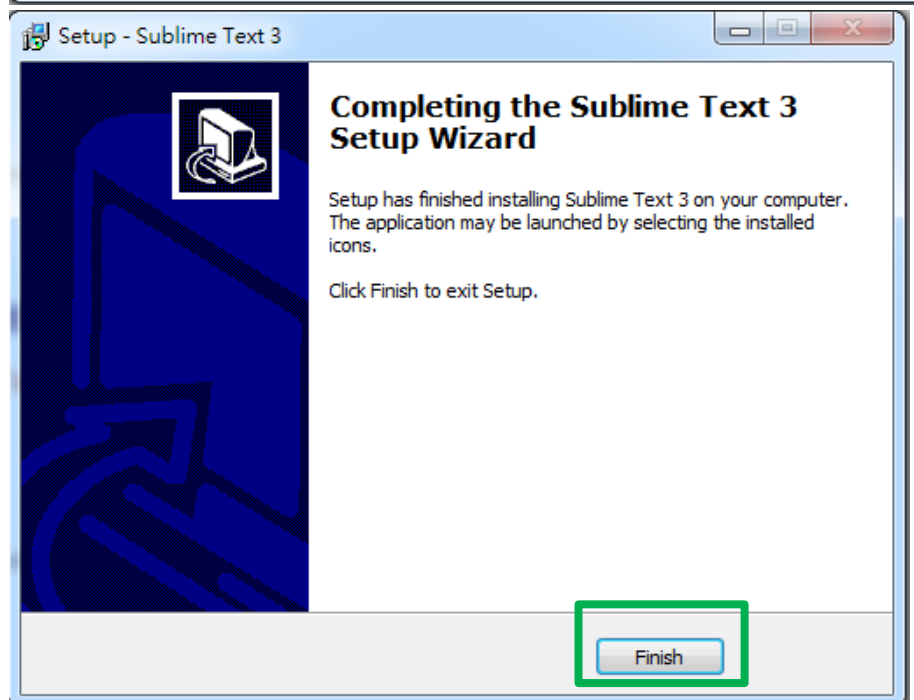 Setup - Sublime Text 3
Completing the Sublime Text 3
Setup Wizard
Setup has finished installing Sublime Text 3 on your computer.
The application may be launched by selecting the installed
icons.
Click Finish to exit Setup.
Finish